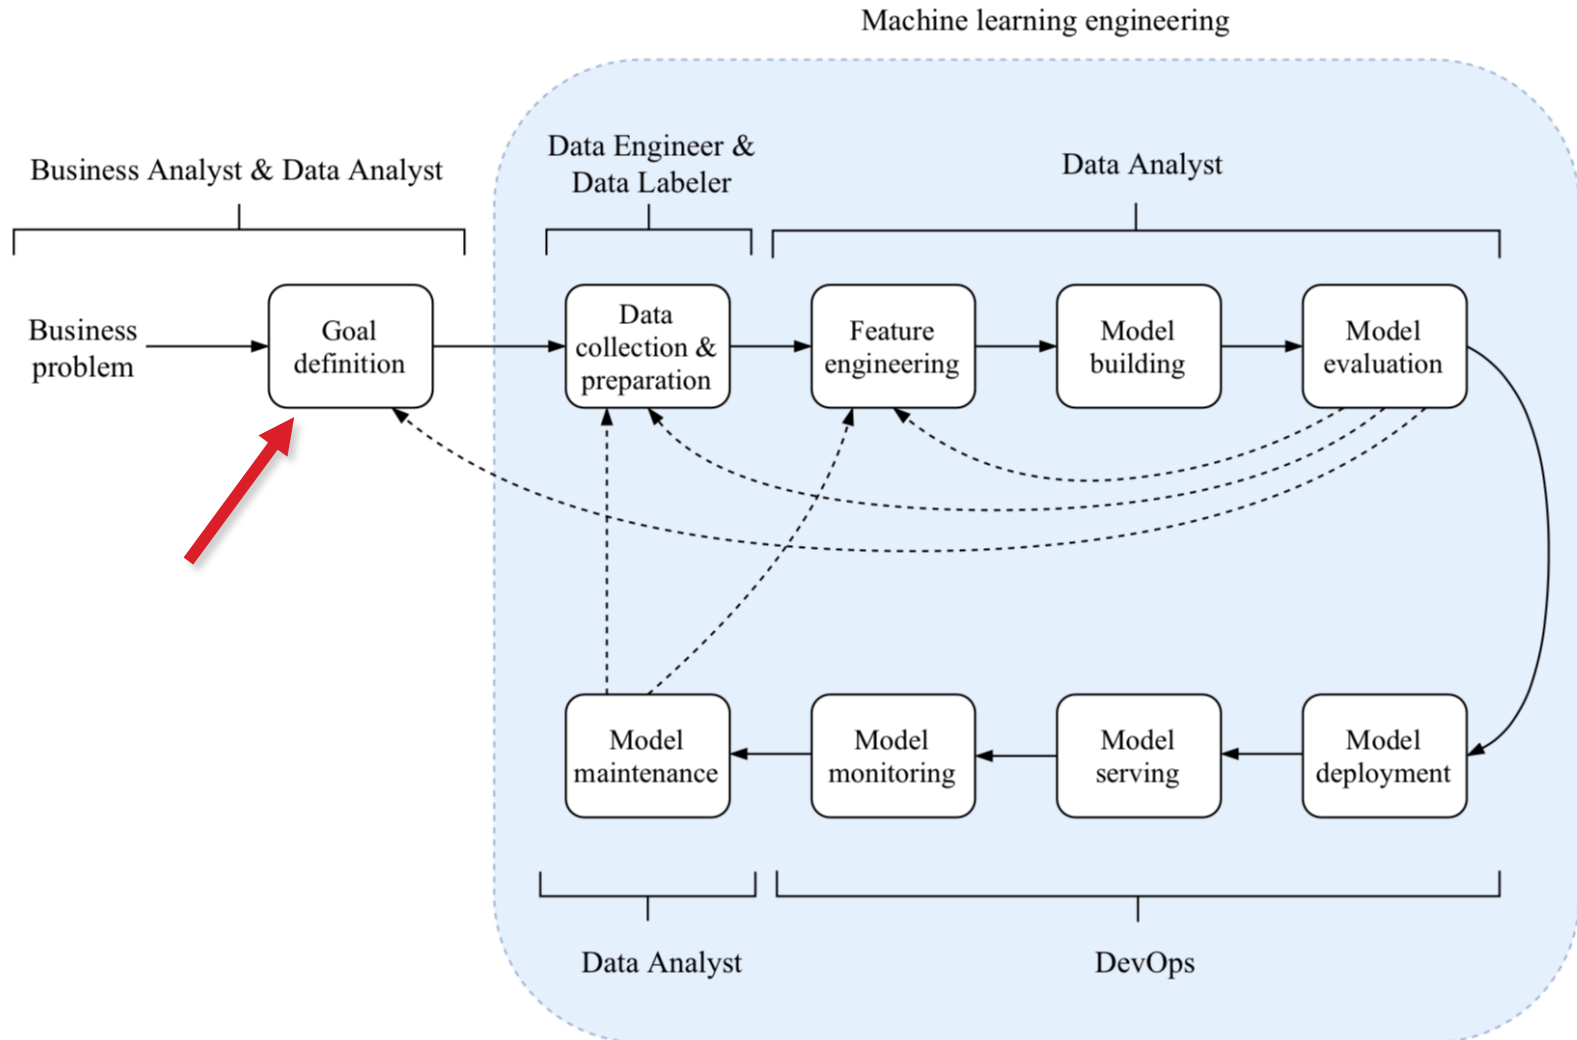 Machine learning engineering
Business Analyst & Data Analyst
Data Engineer &
Data Labeler
Data Analyst
Business
problem
Goal
definition
Data
collection &
preparation
Feature
engineering
Model
building
Model
evaluation
Model
maintenance
Model
monitoring
Model
serving
Model
deployment
Data Analyst
DevOps